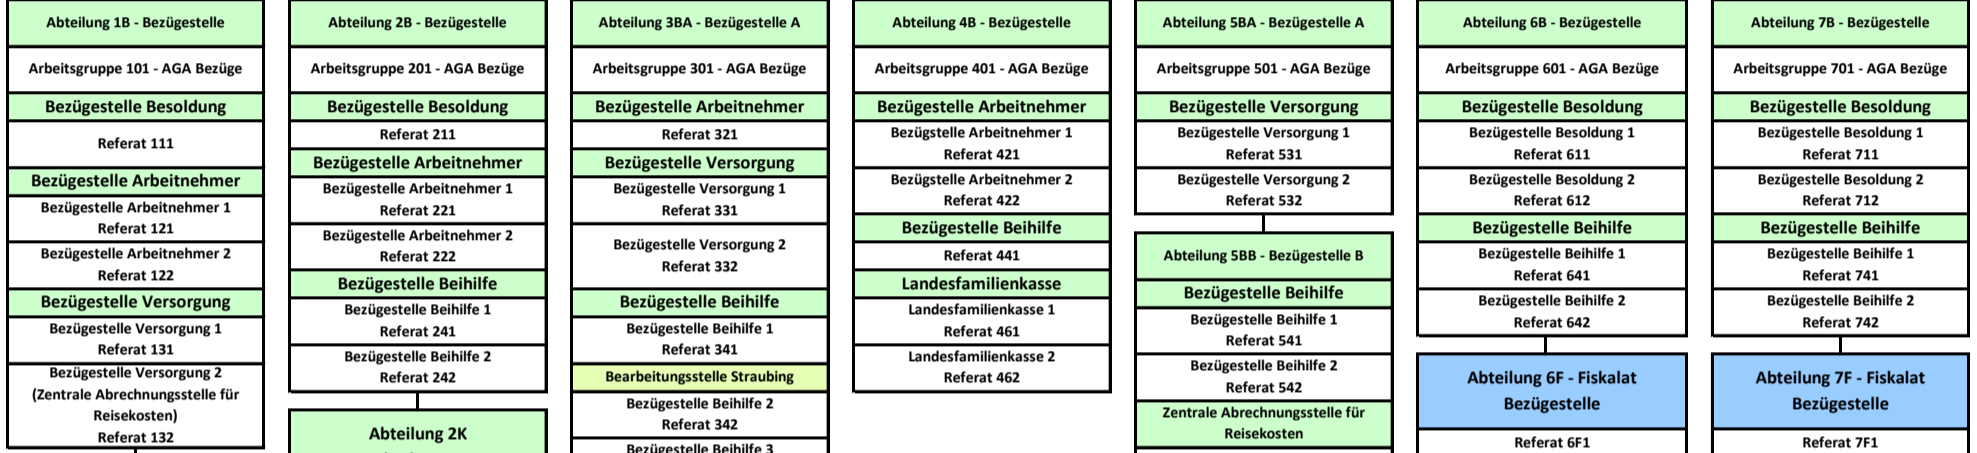 Abteilung 1B - Bezügestelle
Arbeitsgruppe 101 - AGA Bezüge
Bezügestelle Besoldung
Referat 111
Bezügestelle Arbeitnehmer
Bezügestelle Arbeitnehmer 1
Referat 121
Bezügestelle Arbeitnehmer 2
Referat 122
Bezügestelle Versorgung
Bezügestelle Versorgung 1
Referat 131
Bezügestelle Versorgung 2
(Zentrale Abrechnungsstelle für
Reisekosten)
Referat 132
Abteilung 2B - Bezügestelle
Arbeitsgruppe 201 - AGA Bezüge
Bezügestelle Besoldung
Referat 211
Bezügestelle Arbeitnehmer
Bezügestelle Arbeitnehmer 1
Referat 221
Bezügestelle Arbeitnehmer 2
Referat 222
Bezügestelle Beihilfe
Bezügestelle Beihilfe 1
Referat 241
Bezügestelle Beihilfe 2
Referat 242
Abteilung 2K
Abteilung 3BA - Bezügestelle A
Arbeitsgruppe 301 - AGA Bezüge
Bezügestelle Arbeitnehmer
Referat 321
Bezügestelle Versorgung
Bezügestelle Versorgung 1
Referat 331
Bezügestelle Versorgung 2
Referat 332
Bezügestelle Beihilfe
Bezügestelle Beihilfe 1
Referat 341
Bearbeitungsstelle Straubing
Bezügestelle Beihilfe 2
Referat 342
Bezügestelle Beihilfe 3
Abteilung 4B - Bezügestelle
Arbeitsgruppe 401 - AGA Bezüge
Bezügestelle Arbeitnehmer
Bezügstelle Arbeitnehmer 1
Referat 421
Bezügstelle Arbeitnehmer 2
Referat 422
Bezügestelle Beihilfe
Referat 441
Landesfamilienkasse
Landesfamilienkasse 1
Referat 461
Landesfamilienkasse 2
Referat 462
Abteilung 5BA - Bezügestelle A
Arbeitsgruppe 501 - AGA Bezüge
Bezügestelle Versorgung
Bezügestelle Versorgung 1
Referat 531
Bezügestelle Versorgung 2
Referat 532
Abteilung 5BB - Bezügestelle B
Bezügestelle Beihilfe
Bezügestelle Beihilfe 1
Referat 541
Bezügestelle Beihilfe 2
Referat 542
Zentrale Abrechnungsstelle für
Reisekosten
Abteilung 6B - Bezügestelle
Arbeitsgruppe 601 - AGA Bezüge
Bezügestelle Besoldung
Bezügestelle Besoldung 1
Referat 611
Bezügestelle Besoldung 2
Referat 612
Bezügestelle Beihilfe
Bezügestelle Beihilfe 1
Referat 641
Bezügestelle Beihilfe 2
Referat 642
Abteilung 6F - Fiskalat
Bezügestelle
Referat 6F1
Abteilung 7B - Bezügestelle
Arbeitsgruppe 701 - AGA Bezüge
Bezügestelle Besoldung
Bezügestelle Besoldung 1
Referat 711
Bezügestelle Besoldung 2
Referat 712
Bezügestelle Beihilfe
Bezügestelle Beihilfe 1
Referat 741
Bezügestelle Beihilfe 2
Referat 742
Abteilung 7F - Fiskalat
Bezügestelle
Referat 7F1